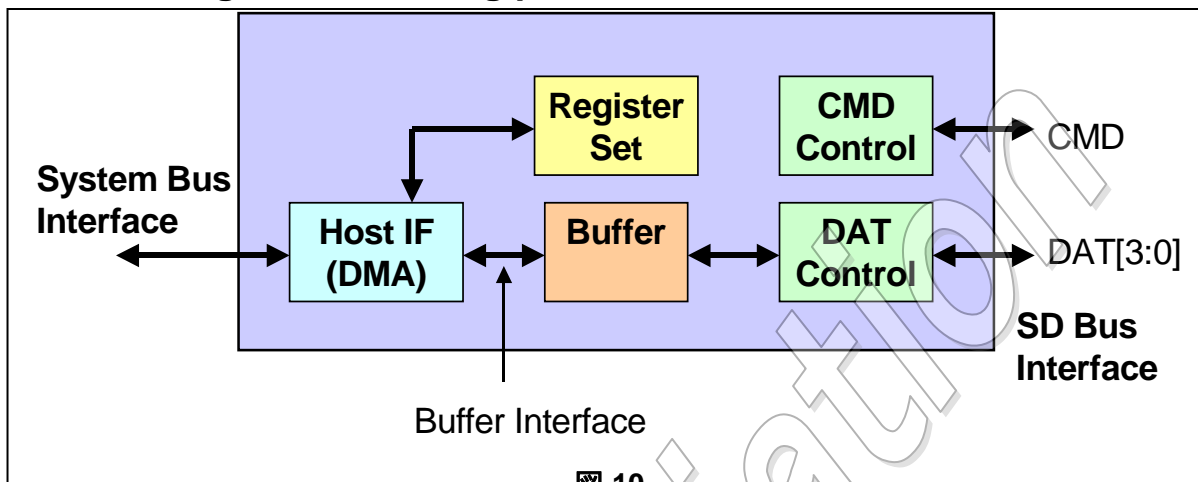 Register
Set
CMD
Control
CMD
System Bus
Interface
Host IF
(DMA)
Buffer
DAT
Control
DAT[3:0]
SD Bus
Interface
Buffer Interface